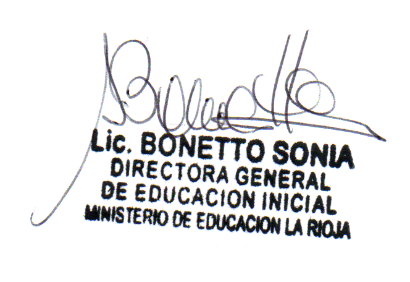 Lic. BONETTO SONIA
DIRECTORA GENERAL
DE EDUCACION INICIAL
MINISTERIO DE EDUCACION LA RIOJA